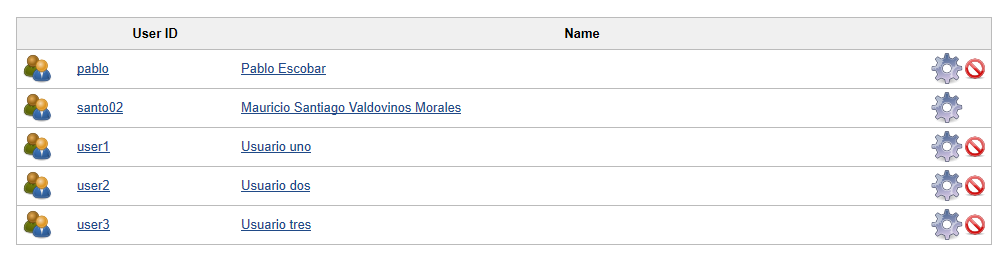 User ID Name
pablo Pablo Escobar
santo02 Mauricio Santiago Valdovinos Morales
user1 Usuario uno
user2 Usuario dos
user3 Usuario tres